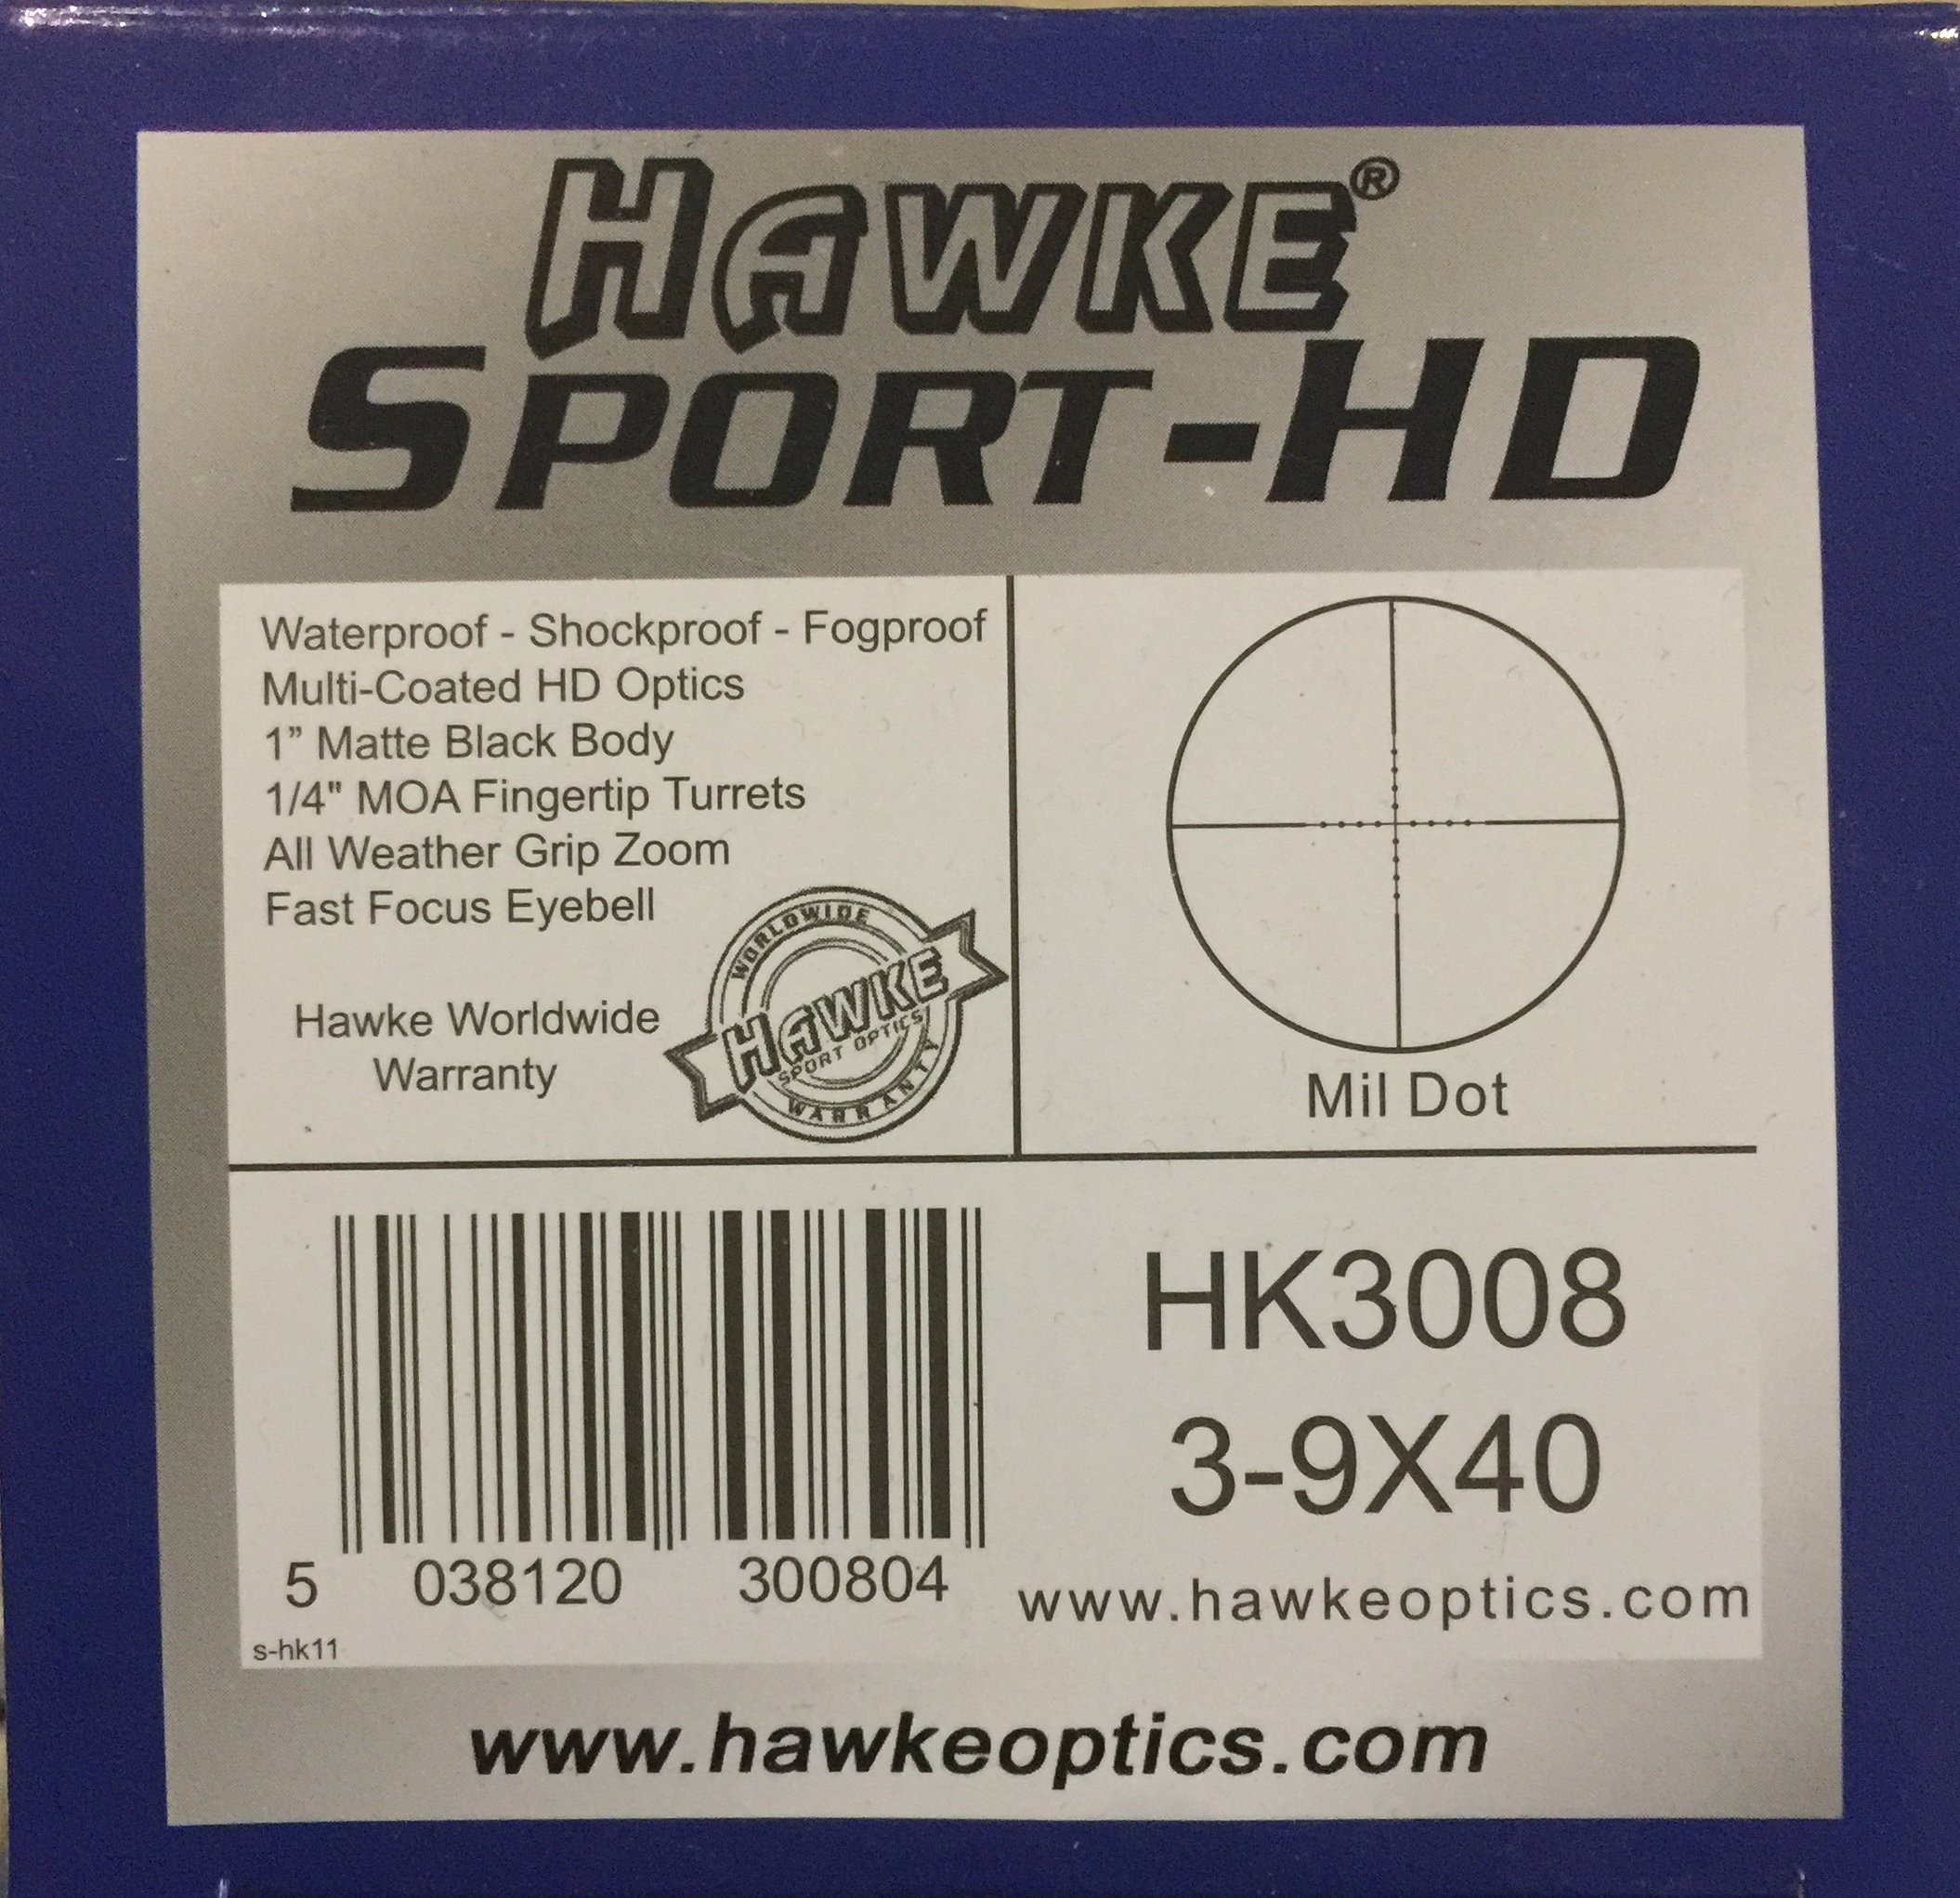 HAWKE®
SPORT-HD
Waterproof - Shockproof - Fogproof
Multi-Coated HD Optics
1” Matte Black Body
1/4" MOA Fingertip Turrets
All Weather Grip Zoom
Fast Focus Eyebell
Hawke Worldwide
Warranty
WORLDWIDE
HAWKE
SPORT OPTICS
WARRANTY
Mil Dot
HK3008
3-9X40
5 038120 300804
www.hawkeoptics.com
s-hk11
www.hawkeoptics.com